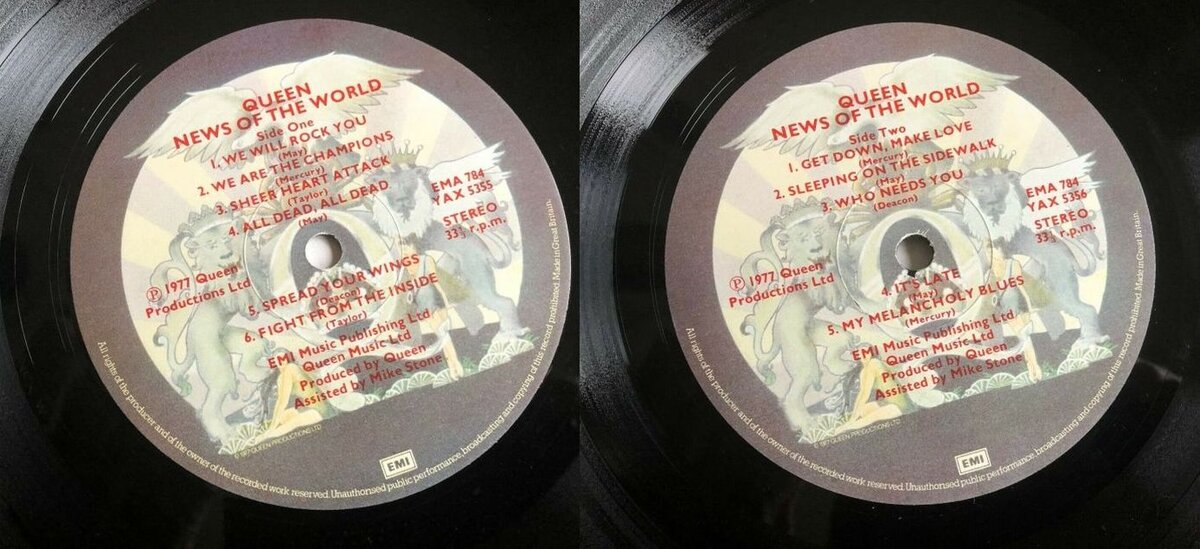 QUEEN
NEWS OF THE WORLD
Side One
1. WE WILL ROCK YOU
(May)
2. WE ARE THE CHAMPIONS
(Mercury)
3. SHEER HEART ATTACK
(Taylor)
4. ALL DEAD, ALL DEAD
(May)
EMA 784
YAX 5355
STEREO
33⅓ r.p.m.
Ⓟ 1977 Queen
Productions Ltd
5. SPREAD YOUR WINGS
(Deacon)
6. FIGHT FROM THE INSIDE
(Taylor)
EMI Music Publishing Ltd
Queen Music Ltd
Produced by Queen
Assisted by Mike Stone
© 1977 QUEEN PRODUCTIONS LTD
EMI
All rights of the producer and of the owner of the recorded work reserved. Unauthorised public performance, broadcasting and copying of this record prohibited. Made in Great Britain.
QUEEN
NEWS OF THE WORLD
Side Two
1. GET DOWN, MAKE LOVE
(Mercury)
2. SLEEPING ON THE SIDEWALK
(May)
3. WHO NEEDS YOU
(Deacon)
EMA 784
YAX 5356
STEREO
33⅓ r.p.m.
Ⓟ 1977 Queen
Productions Ltd
4. IT'S LATE
(May)
5. MY MELANCHOLY BLUES
(Mercury)
EMI Music Publishing Ltd
Queen Music Ltd
Produced by Queen
Assisted by Mike Stone
© 1977 QUEEN PRODUCTIONS LTD
EMI
All rights of the producer and of the owner of the recorded work reserved. Unauthorised public performance, broadcasting and copying of this record prohibited. Made in Great Britain.